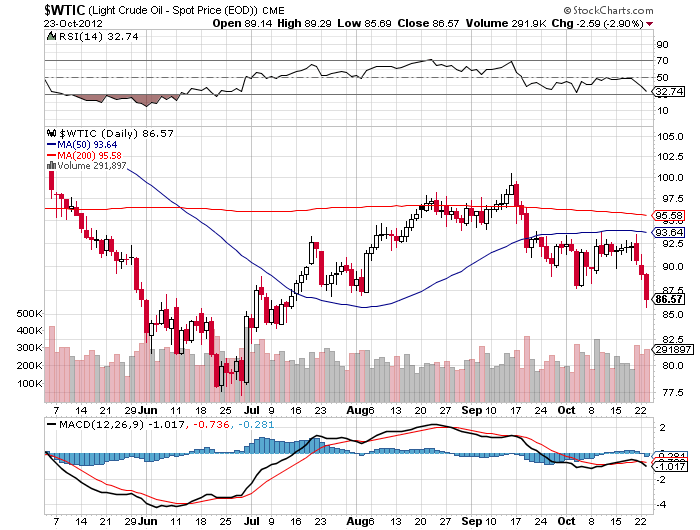 $WTIC (Light Crude Oil - Spot Price (EOD)) CME © StockCharts.com
23-Oct-2012 Open 89.14 High 89.29 Low 85.69 Close 86.57 Volume 291.9K Chg -2.59 (-2.90%)
RSI(14) 32.74
90
70
50
32.74
30
10
$WTIC (Daily) 86.57
MA(50) 93.64
MA(200) 95.58
Volume 291,897
105.0
102.5
100.0
97.5
95.58
93.64
92.5
90.0
87.5
86.57
85.0
82.5
291897
80.0
77.5
500K
400K
300K
200K
100K
7 14 21 29 Jun 11 18 25 Jul 9 16 23 Aug 6 13 20 27 Sep 10 17 24 Oct 8 15 22
MACD(12,26,9) -1.017, -0.736, -0.281
2
0
-0.281
-1.017
-2
-4
7 14 21 29 Jun 11 18 25 Jul 9 16 23 Aug 6 13 20 27 Sep 10 17 24 Oct 8 15 22